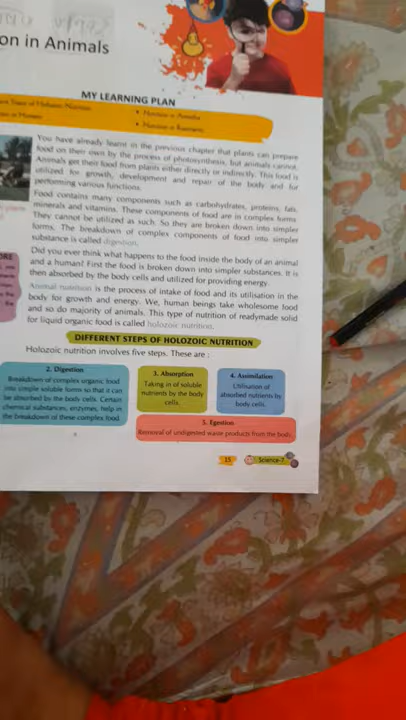 on in Animals
MY LEARNING PLAN
Types of Holozoic Nutrition
• Nutrition in Amoeba
in Humans
• Nutrition in Ruminants
You have already learnt in the previous chapter that plants can prepare
food on their own by the process of photosynthesis, but animals cannot.
Animals get their food from plants either directly or indirectly. This food is
utilized for growth, development and repair of the body and for
performing various functions.
Food contains many components such as carbohydrates, proteins, fats,
minerals and vitamins. These components of food are in complex forms.
They cannot be utilized as such. So they are broken down into simpler
forms. The breakdown of complex components of food into simpler
substance is called digestion.
Did you ever think what happens to the food inside the body of an animal
and a human? First the food is broken down into simpler substances. It is
then absorbed by the body cells and utilized for providing energy.
Animal nutrition is the process of intake of food and its utilisation in the
body for growth and energy. We, human beings take wholesome food
and so do majority of animals. This type of nutrition of readymade solid
for liquid organic food is called holozoic nutrition.
DIFFERENT STEPS OF HOLOZOIC NUTRITION
Holozoic nutrition involves five steps. These are :
2. Digestion
Breakdown of complex organic food
into simple soluble forms so that it can
be absorbed by the body cells. Certain
chemical substances, enzymes, help in
the breakdown of these complex food.
3. Absorption
Taking in of soluble
nutrients by the body
cells.
4. Assimilation
Utilisation of
absorbed nutrients by
body cells.
5. Egestion
Removal of undigested waste products from the body.
15
Science-7